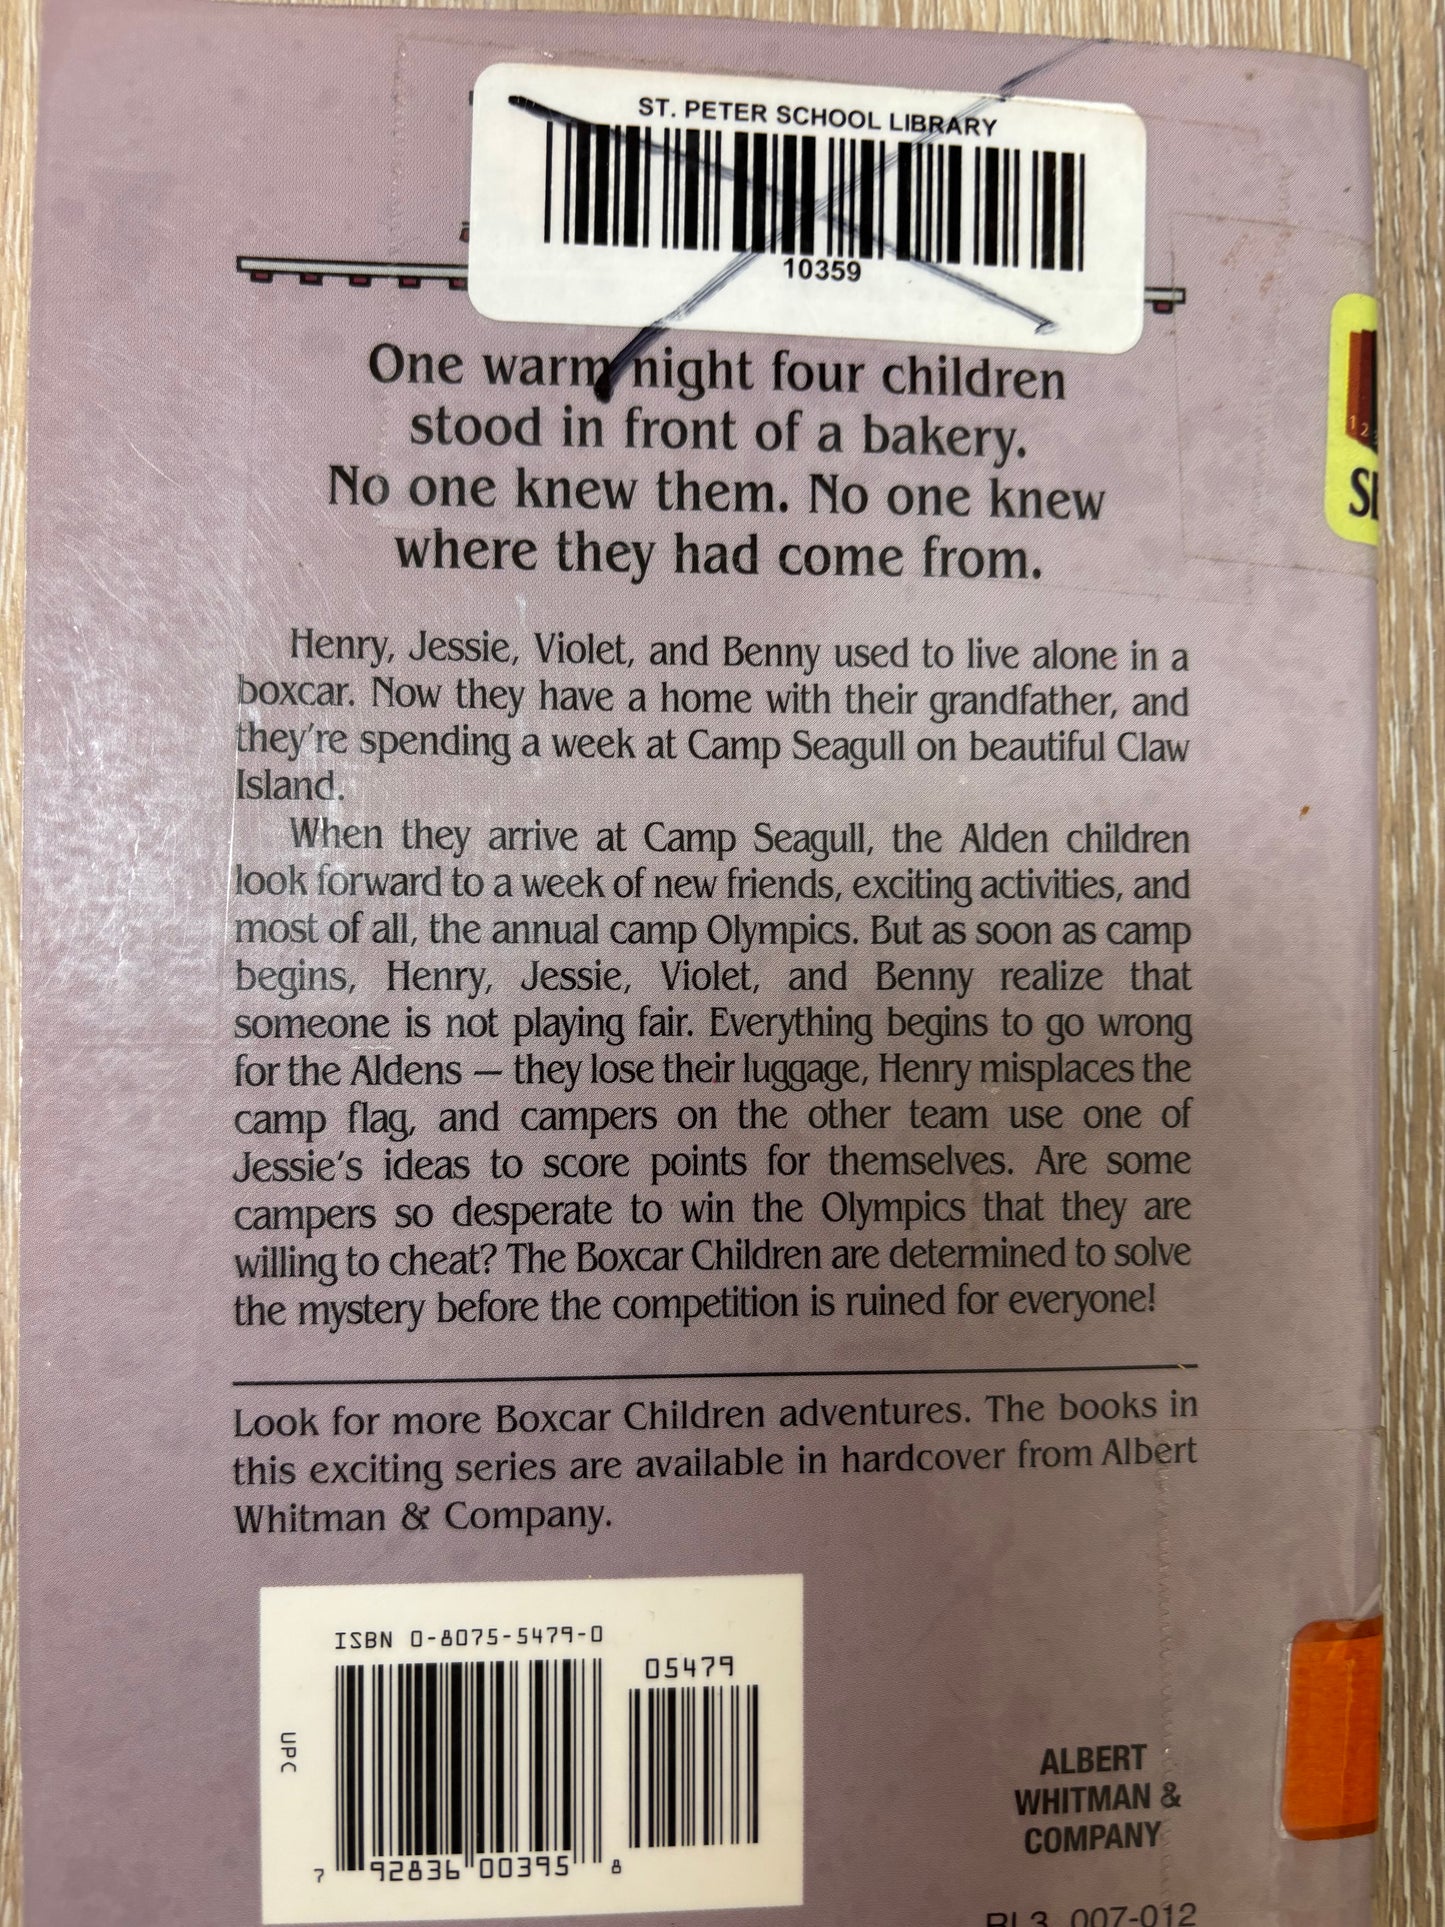 ST. PETER SCHOOL LIBRARY
10359
One warm night four children
stood in front of a bakery.
No one knew them. No one knew
where they had come from.
Henry, Jessie, Violet, and Benny used to live alone in a
boxcar. Now they have a home with their grandfather, and
they're spending a week at Camp Seagull on beautiful Claw
Island.
When they arrive at Camp Seagull, the Alden children
look forward to a week of new friends, exciting activities, and
most of all, the annual camp Olympics. But as soon as camp
begins, Henry, Jessie, Violet, and Benny realize that
someone is not playing fair. Everything begins to go wrong
for the Aldens — they lose their luggage, Henry misplaces the
camp flag, and campers on the other team use one of
Jessie's ideas to score points for themselves. Are some
campers so desperate to win the Olympics that they are
willing to cheat? The Boxcar Children are determined to solve
the mystery before the competition is ruined for everyone!
Look for more Boxcar Children adventures. The books in
this exciting series are available in hardcover from Albert
Whitman & Company.
ISBN 0-8075-5479-0
05479
UPC
7 92836 00395 8
ALBERT
WHITMAN &
COMPANY
RL3 007-012